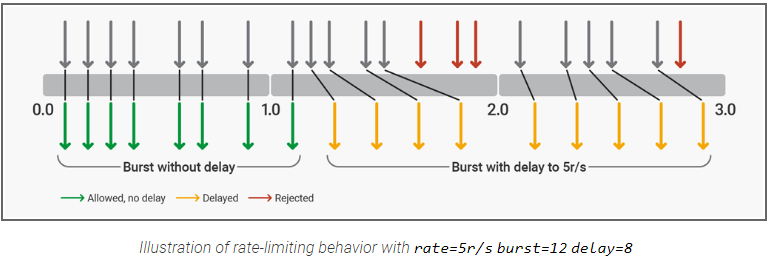 0.0
1.0
2.0
3.0
Burst without delay
Burst with delay to 5r/s
Allowed, no delay
Delayed
Rejected
Illustration of rate-limiting behavior with rate=5r/s burst=12 delay=8